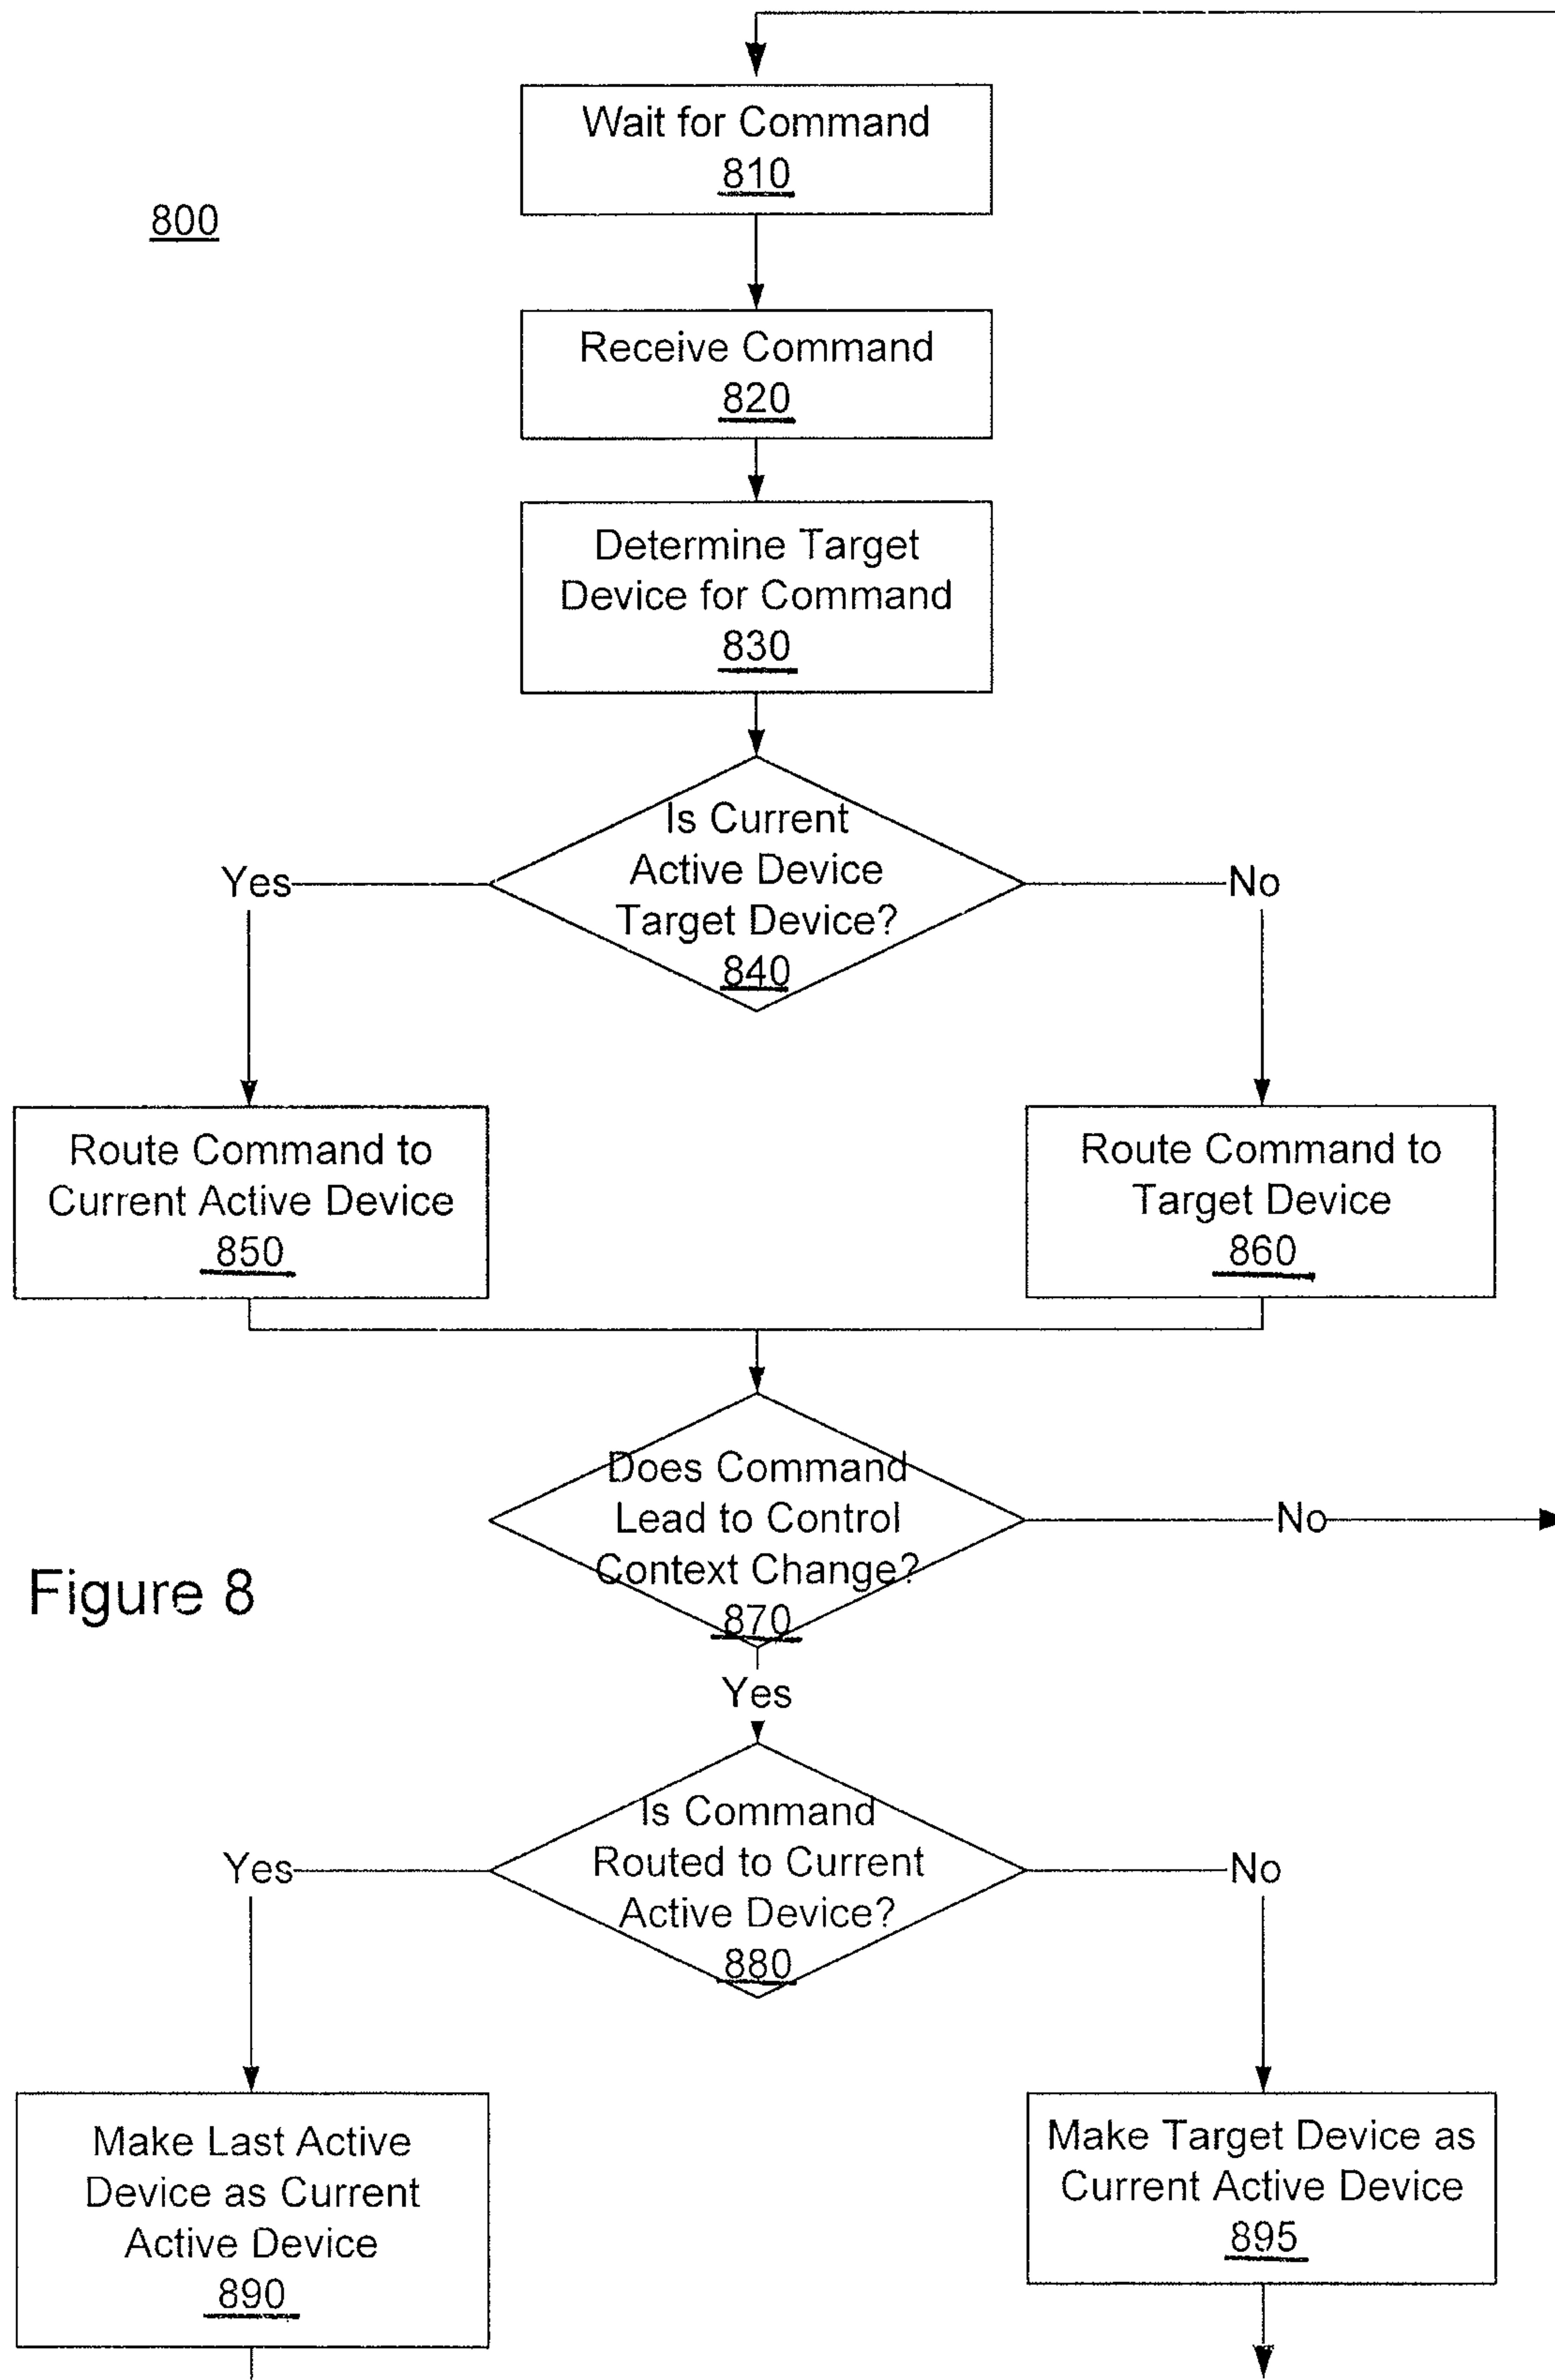 Wait for Command
810
800
Receive Command
820
Determine Target
Device for Command
830
Is Current
Active Device
Target Device?
840
Yes
No
Route Command to
Current Active Device
850
Route Command to
Target Device
860
Does Command
Lead to Control
Context Change?
870
No
Figure 8
Yes
Is Command
Routed to Current
Active Device?
880
Yes
No
Make Last Active
Device as Current
Active Device
890
Make Target Device as
Current Active Device
895